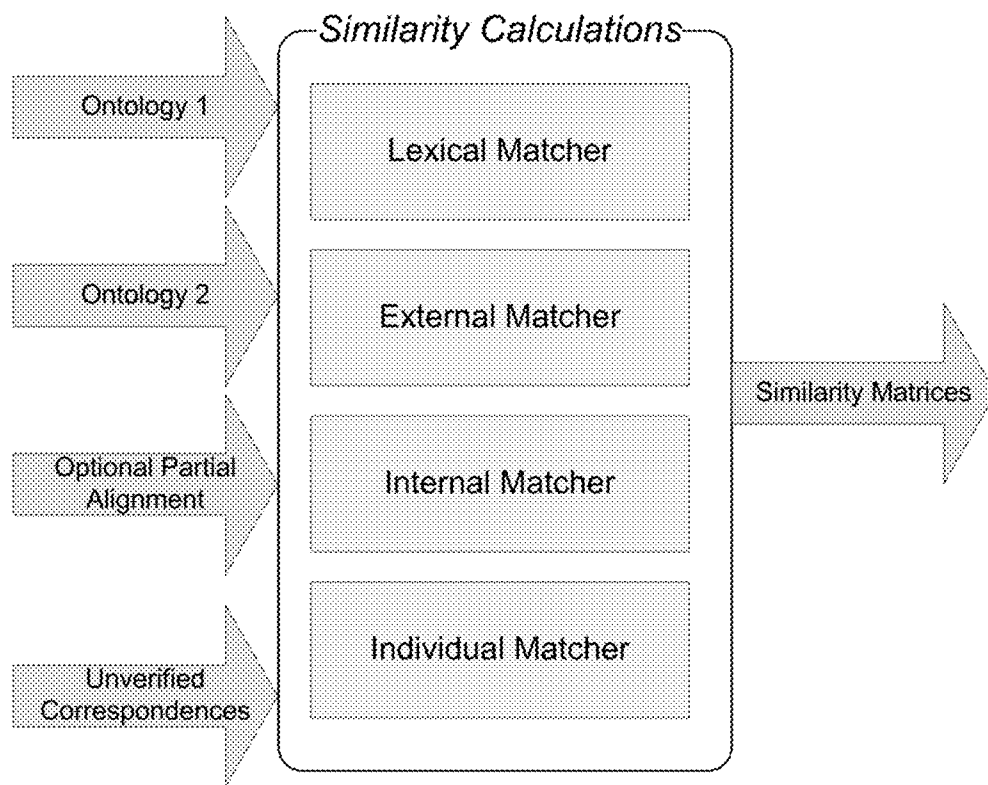 Similarity Calculations
Ontology 1
Ontology 2
Optional Partial
Alignment
Unverified
Correspondences
Lexical Matcher
External Matcher
Internal Matcher
Individual Matcher
Similarity Matrices